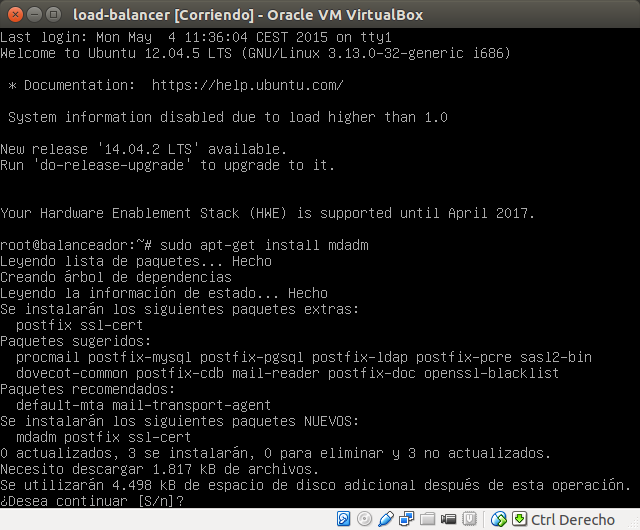 load-balancer [Corriendo] - Oracle VM VirtualBox
Last login: Mon May  4 11:36:04 CEST 2015 on tty1
Welcome to Ubuntu 12.04.5 LTS (GNU/Linux 3.13.0-32-generic i686)
 * Documentation:  https://help.ubuntu.com/
 System information disabled due to load higher than 1.0
New release '14.04.2 LTS' available.
Run 'do-release-upgrade' to upgrade to it.
Your Hardware Enablement Stack (HWE) is supported until April 2017.
root@balanceador:~# sudo apt-get install mdadm
Leyendo lista de paquetes... Hecho
Creando árbol de dependencias
Leyendo la información de estado... Hecho
Se instalarán los siguientes paquetes extras:
  postfix ssl-cert
Paquetes sugeridos:
  procmail postfix-mysql postfix-pgsql postfix-ldap postfix-pcre sasl2-bin
  dovecot-common postfix-cdb mail-reader postfix-doc openssl-blacklist
Paquetes recomendados:
  default-mta mail-transport-agent
Se instalarán los siguientes paquetes NUEVOS:
  mdadm postfix ssl-cert
0 actualizados, 3 se instalarán, 0 para eliminar y 3 no actualizados.
Necesito descargar 1.817 kB de archivos.
Se utilizarán 4.498 kB de espacio de disco adicional después de esta operación.
¿Desea continuar [S/n]?
Ctrl Derecho